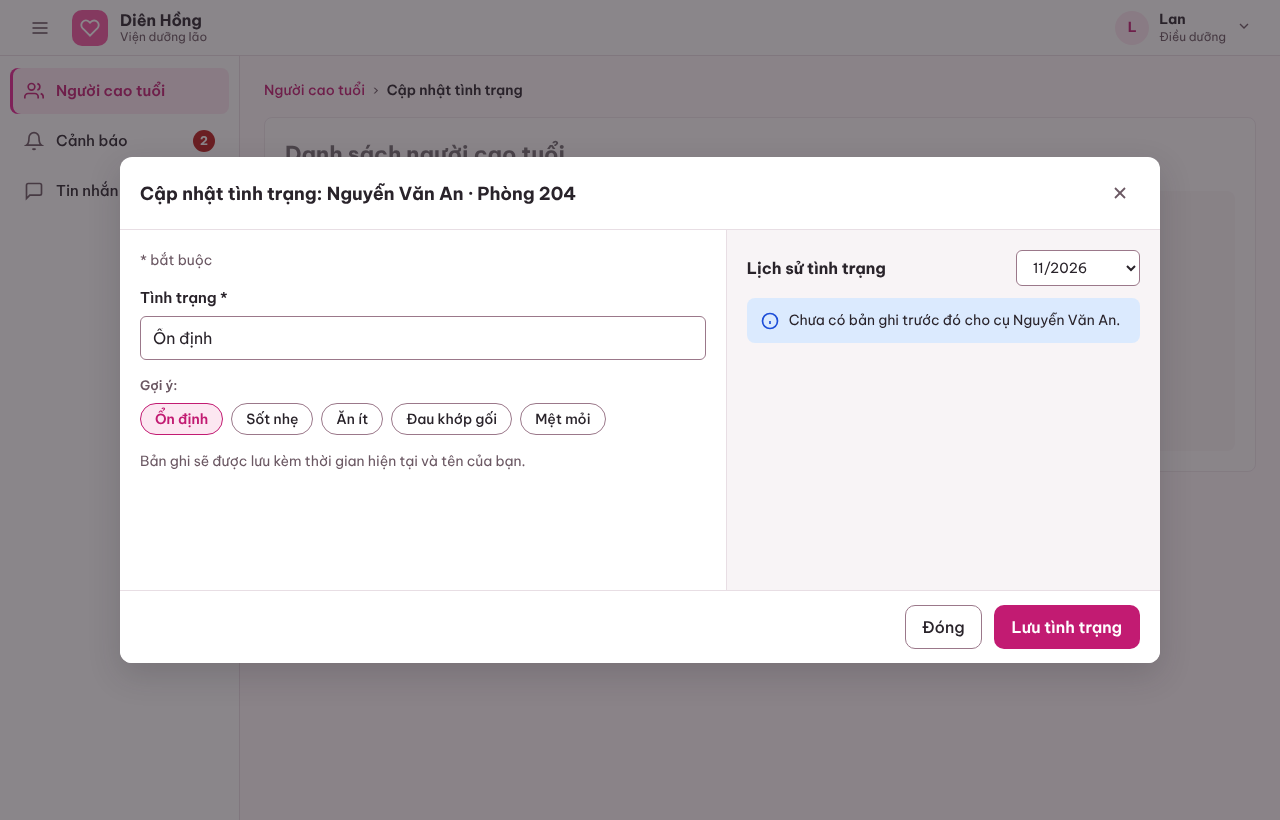 Diên Hồng
Viện dưỡng lão
L
Lan
Điều dưỡng
Người cao tuổi
Cảnh báo
2
Tin nhắn
Người cao tuổi › Cập nhật tình trạng
Danh sách người cao tuổi
Cập nhật tình trạng: Nguyễn Văn An · Phòng 204
* bắt buộc
Tình trạng *
Ổn định
Gợi ý:
Ổn định
Sốt nhẹ
Ăn ít
Đau khớp gối
Mệt mỏi
Bản ghi sẽ được lưu kèm thời gian hiện tại và tên của bạn.
Lịch sử tình trạng
11/2026
Chưa có bản ghi trước đó cho cụ Nguyễn Văn An.
Đóng
Lưu tình trạng